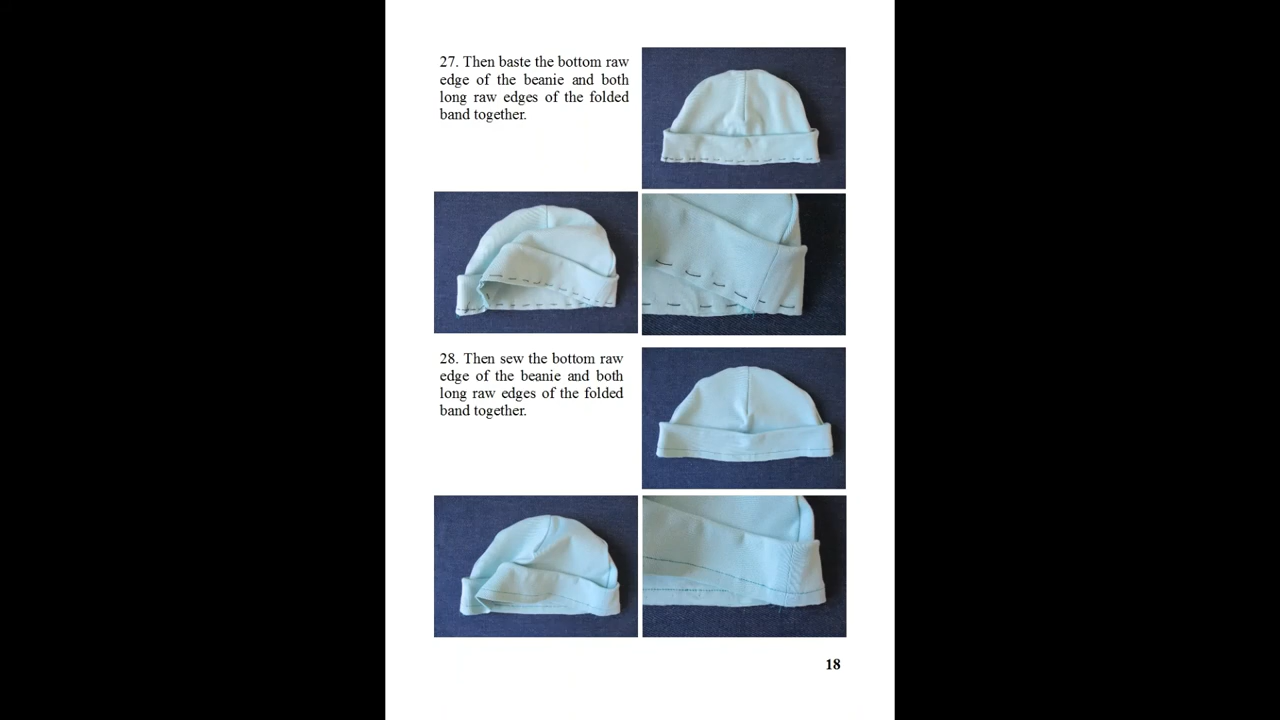 27. Then baste the bottom raw
edge of the beanie and both
long raw edges of the folded
band together.
28. Then sew the bottom raw
edge of the beanie and both
long raw edges of the folded
band together.
18